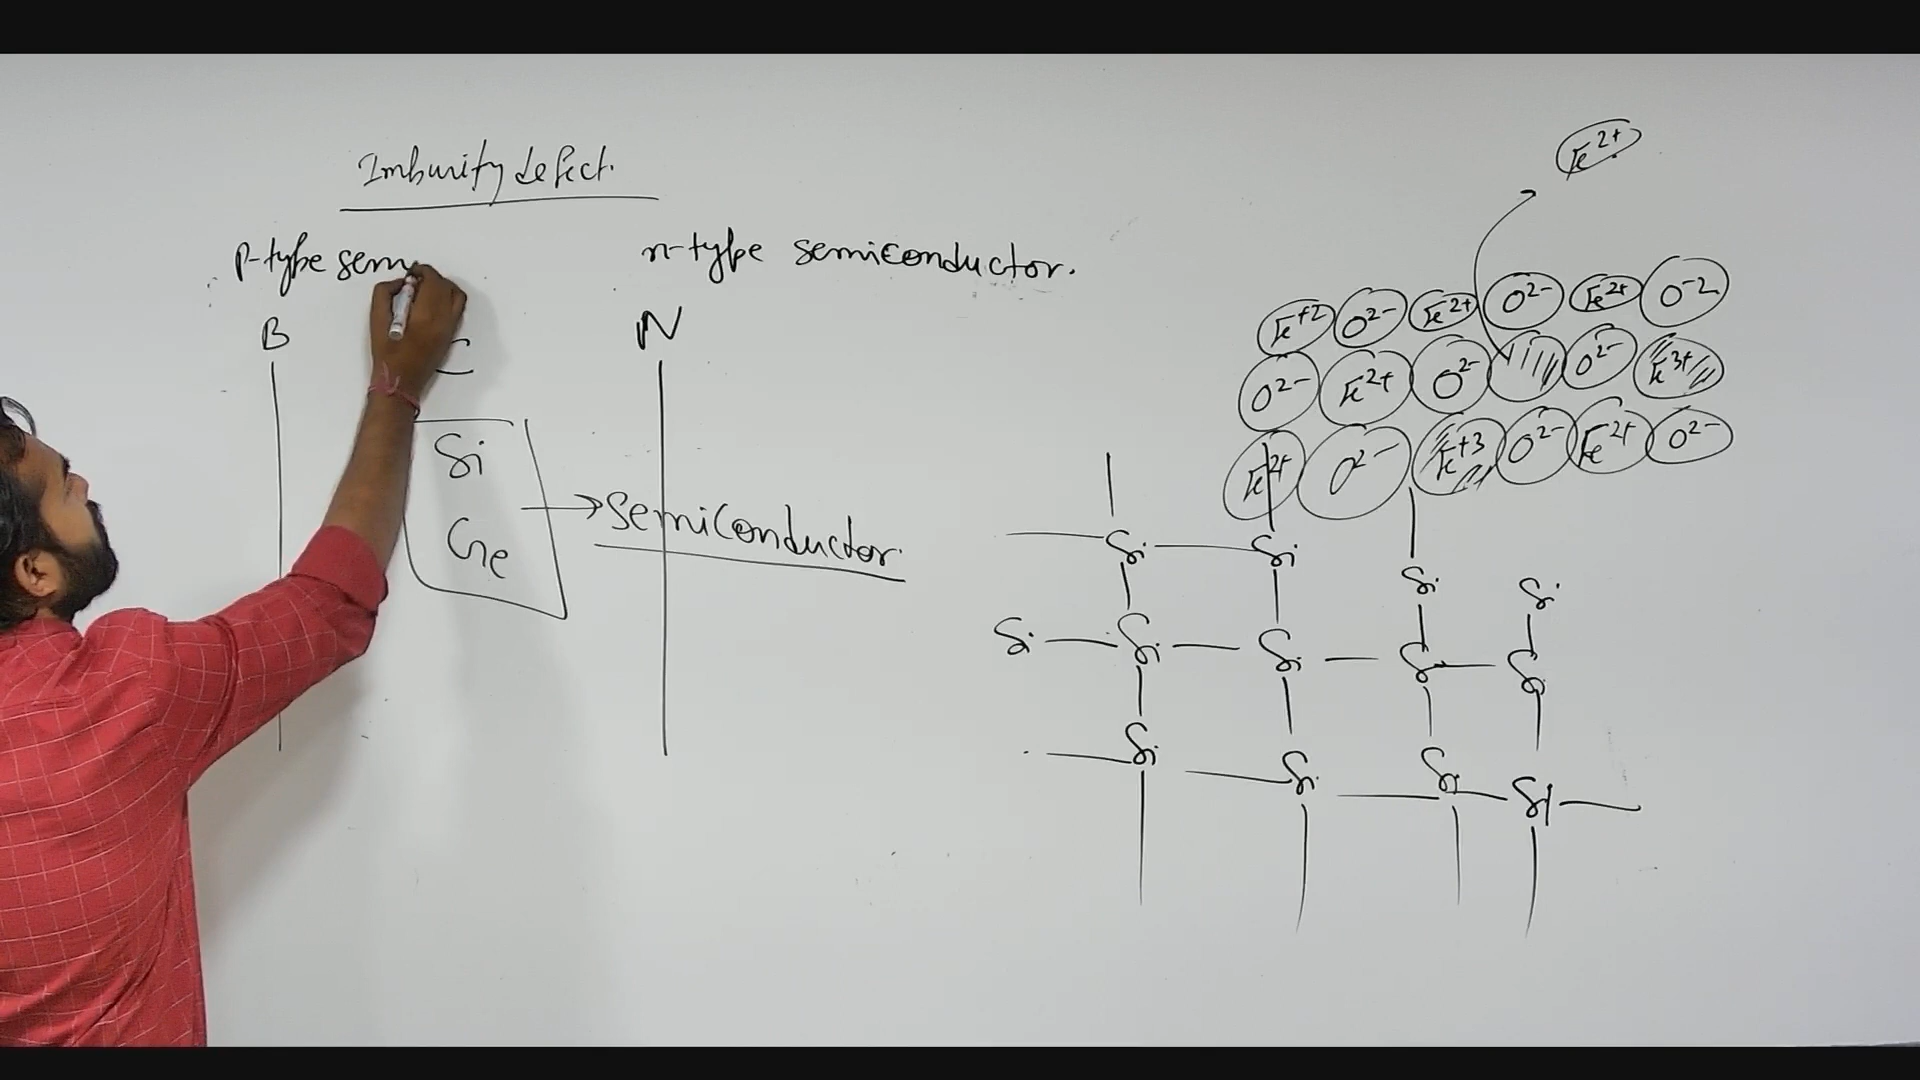 Imburity defect.
P-type sem
n-type semiconductor.
B
C
N
Si
Ge
Semiconductor.
Fe2+
Fe+2 O2- Fe2+ O2- Fe2+ O-2
O2- Fe2+ O2- O2- Fe3+
Fe2+ O2- Fe+3 O2- Fe2+ O2-
Si Si Si Si
Si Si Si Si Si
Si Si Si Si